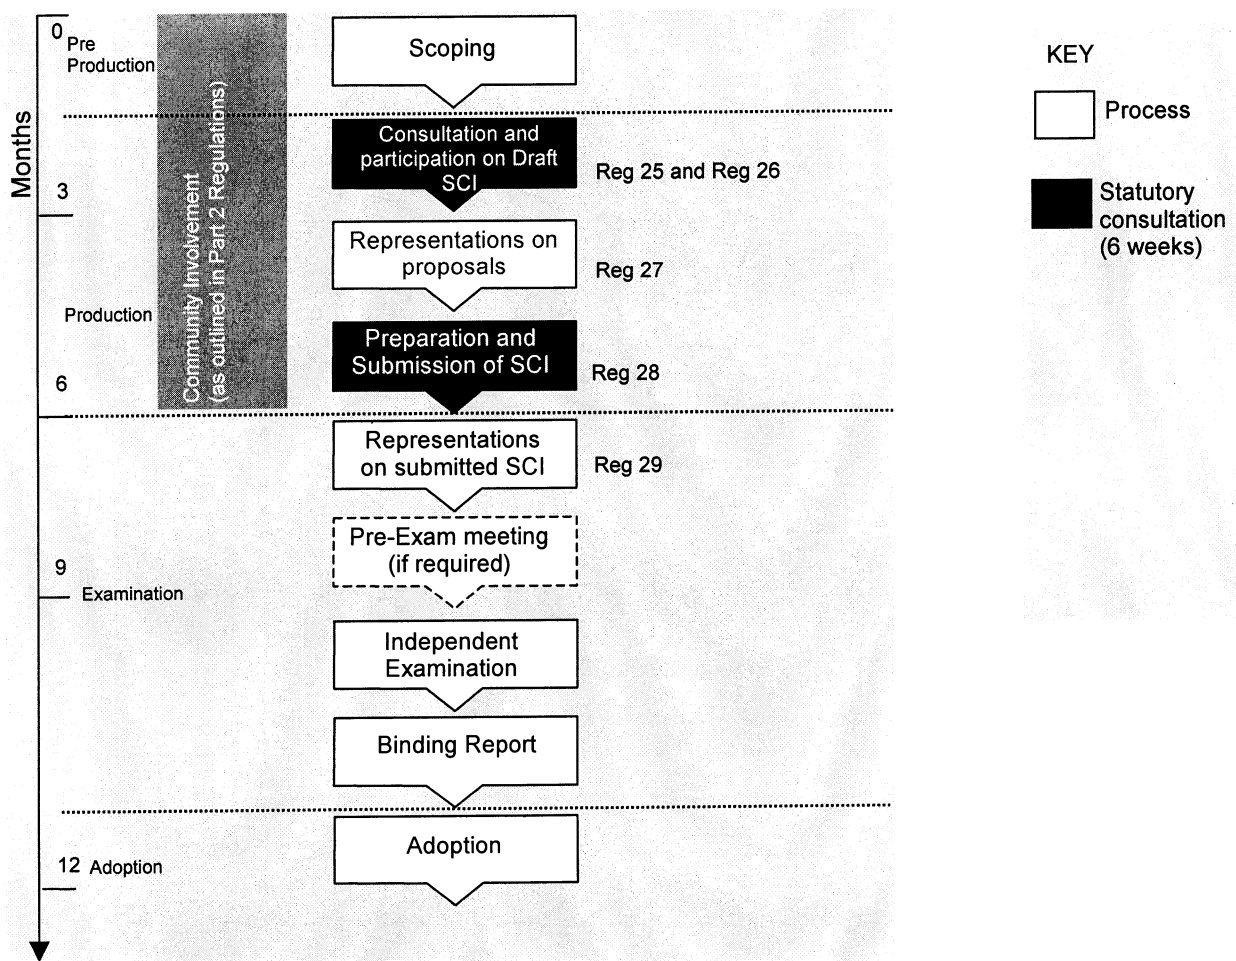 0
Pre
Production
Months
3
Production
6
9
Examination
12 Adoption
Community Involvement
(as outlined in Part 2 Regulations)
Scoping
Consultation and
participation on Draft
SCI
Reg 25 and Reg 26
Representations on
proposals
Reg 27
Preparation and
Submission of SCI
Reg 28
Representations
on submitted SCI
Reg 29
Pre-Exam meeting
(if required)
Independent
Examination
Binding Report
Adoption
KEY
Process
Statutory
consultation
(6 weeks)